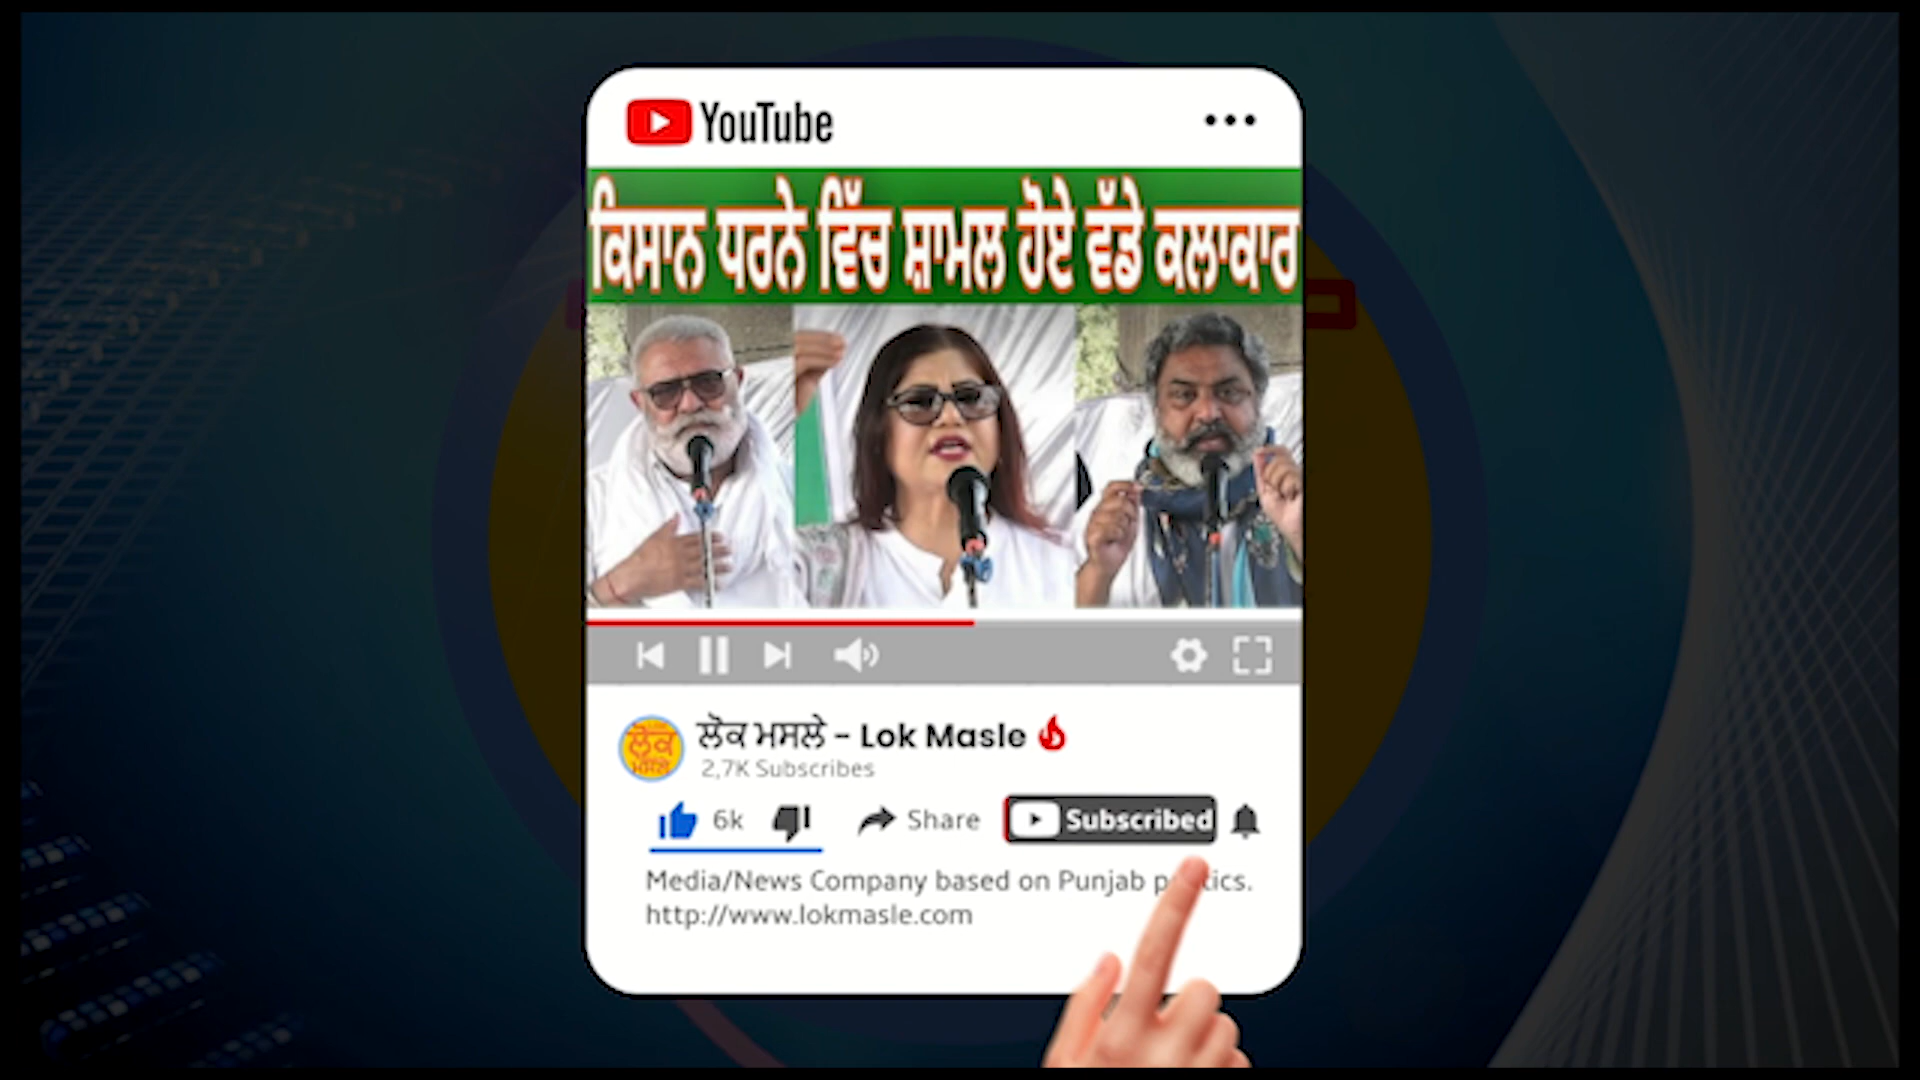 YouTube
ਕਿਸਾਨ ਧਰਨੇ ਵਿੱਚ ਸ਼ਾਮਲ ਹੋਏ ਵੱਡੇ ਕਲਾਕਾਰ
ਲੋਕ ਮਸਲੇ
ਲੋਕ ਮਸਲੇ - Lok Masle
2,7K Subscribes
6k Share Subscribed
Media/News Company based on Punjab
http://www.lokmasle.com